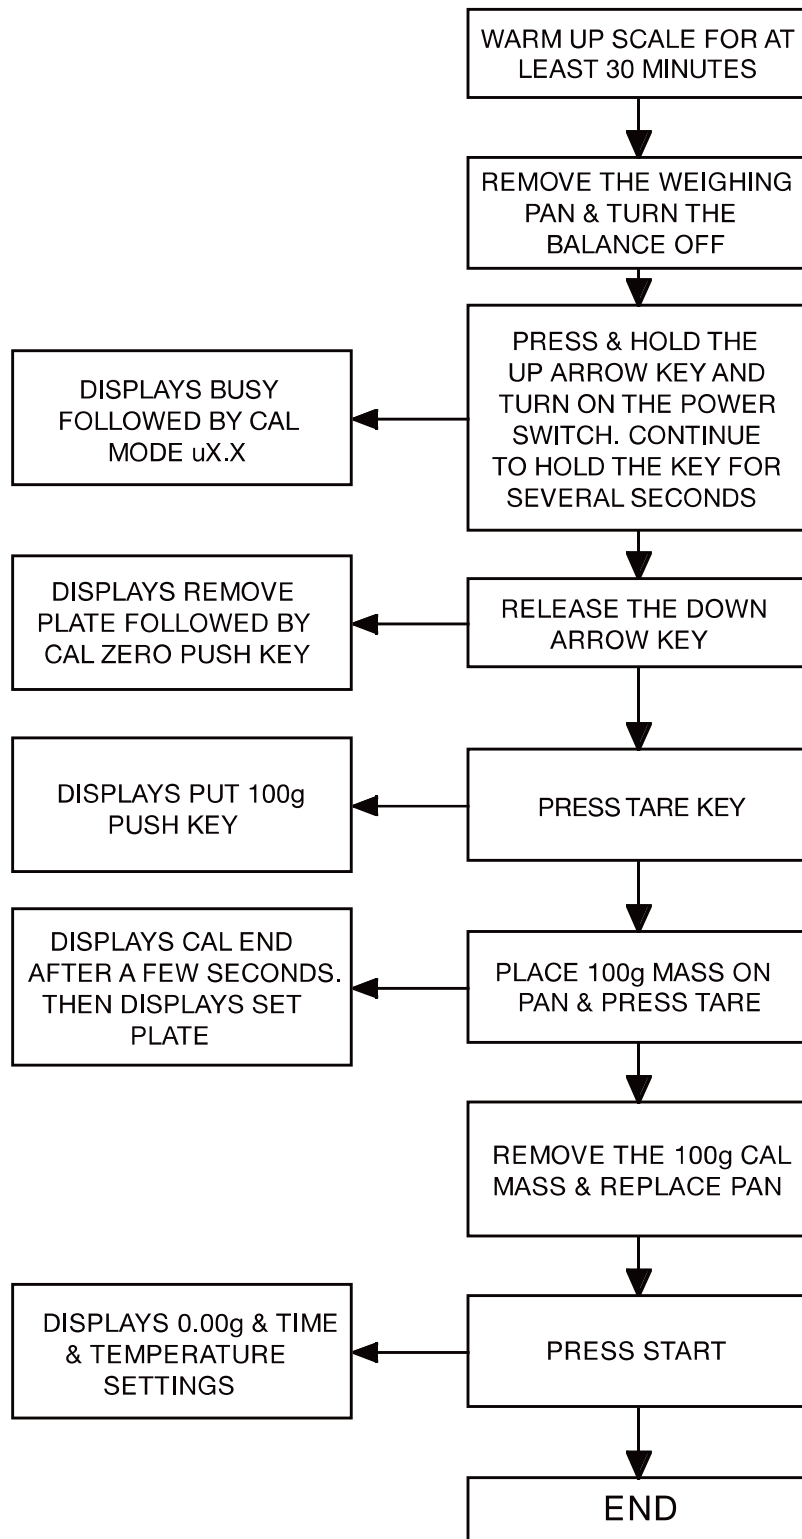 WARM UP SCALE FOR AT
LEAST 30 MINUTES
REMOVE THE WEIGHING
PAN & TURN THE
BALANCE OFF
PRESS & HOLD THE
UP ARROW KEY AND
TURN ON THE POWER
SWITCH. CONTINUE
TO HOLD THE KEY FOR
SEVERAL SECONDS
DISPLAYS BUSY
FOLLOWED BY CAL
MODE uX.X
RELEASE THE DOWN
ARROW KEY
DISPLAYS REMOVE
PLATE FOLLOWED BY
CAL ZERO PUSH KEY
PRESS TARE KEY
DISPLAYS PUT 100g
PUSH KEY
PLACE 100g MASS ON
PAN & PRESS TARE
DISPLAYS CAL END
AFTER A FEW SECONDS.
THEN DISPLAYS SET
PLATE
REMOVE THE 100g CAL
MASS & REPLACE PAN
PRESS START
DISPLAYS 0.00g & TIME
& TEMPERATURE
SETTINGS
END